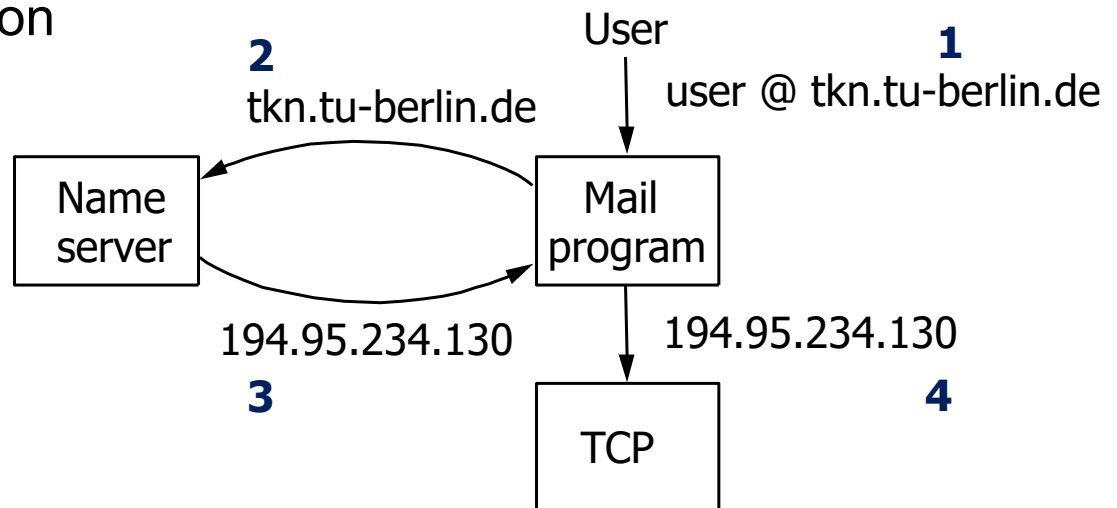 on
User
1
2
user @ tkn.tu-berlin.de
tkn.tu-berlin.de
Name
server
Mail
program
194.95.234.130
194.95.234.130
3
4
TCP